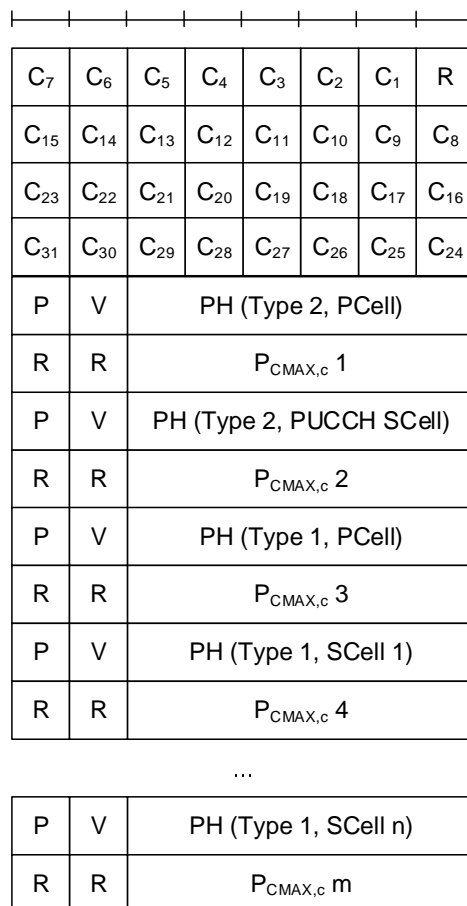 C7 C6 C5 C4 C3 C2 C1 R
C15 C14 C13 C12 C11 C10 C9 C8
C23 C22 C21 C20 C19 C18 C17 C16
C31 C30 C29 C28 C27 C26 C25 C24
P V PH (Type 2, PCell)
R R PCMAX,c 1
P V PH (Type 2, PUCCH SCell)
R R PCMAX,c 2
P V PH (Type 1, PCell)
R R PCMAX,c 3
P V PH (Type 1, SCell 1)
R R PCMAX,c 4
...
P V PH (Type 1, SCell n)
R R PCMAX,c m